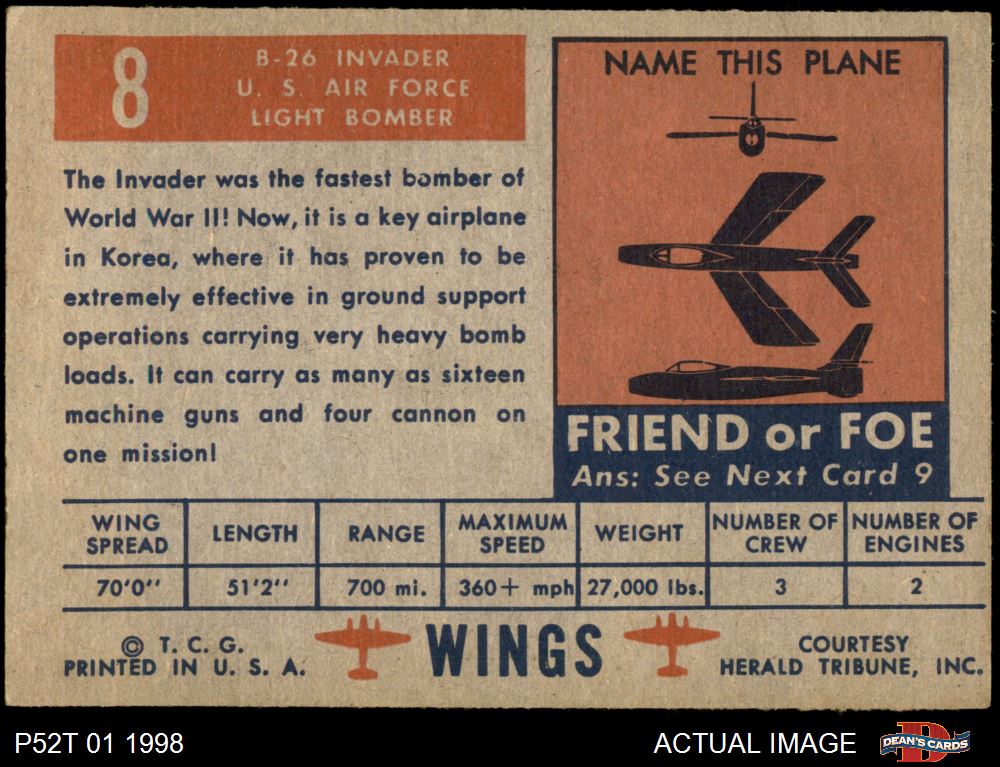 8
B-26 INVADER
U. S. AIR FORCE
LIGHT BOMBER
The Invader was the fastest bomber of
World War II! Now, it is a key airplane
in Korea, where it has proven to be
extremely effective in ground support
operations carrying very heavy bomb
loads. It can carry as many as sixteen
machine guns and four cannon on
one mission!
NAME THIS PLANE
FRIEND or FOE
Ans: See Next Card 9
WING SPREAD LENGTH RANGE MAXIMUM SPEED WEIGHT NUMBER OF CREW NUMBER OF ENGINES
70'0'' 51'2'' 700 mi. 360+ mph 27,000 lbs. 3 2
© T. C. G.
PRINTED IN U. S. A.
WINGS
COURTESY
HERALD TRIBUNE, INC.
P52T 01 1998
ACTUAL IMAGE
D
DEAN'S CARDS